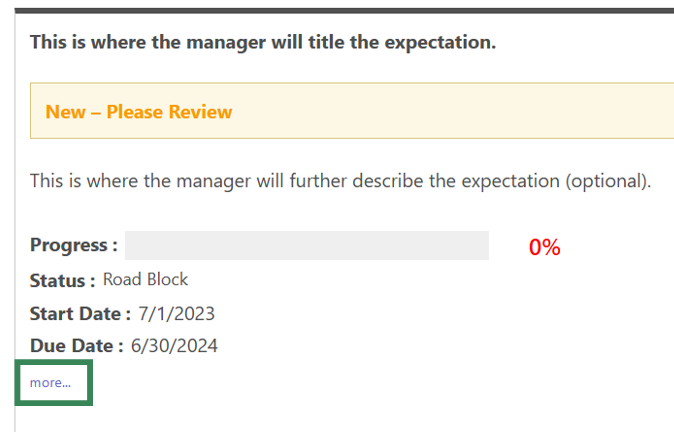 This is where the manager will title the expectation.
New – Please Review
This is where the manager will further describe the expectation (optional).
Progress : 0%
Status : Road Block
Start Date : 7/1/2023
Due Date : 6/30/2024
more...